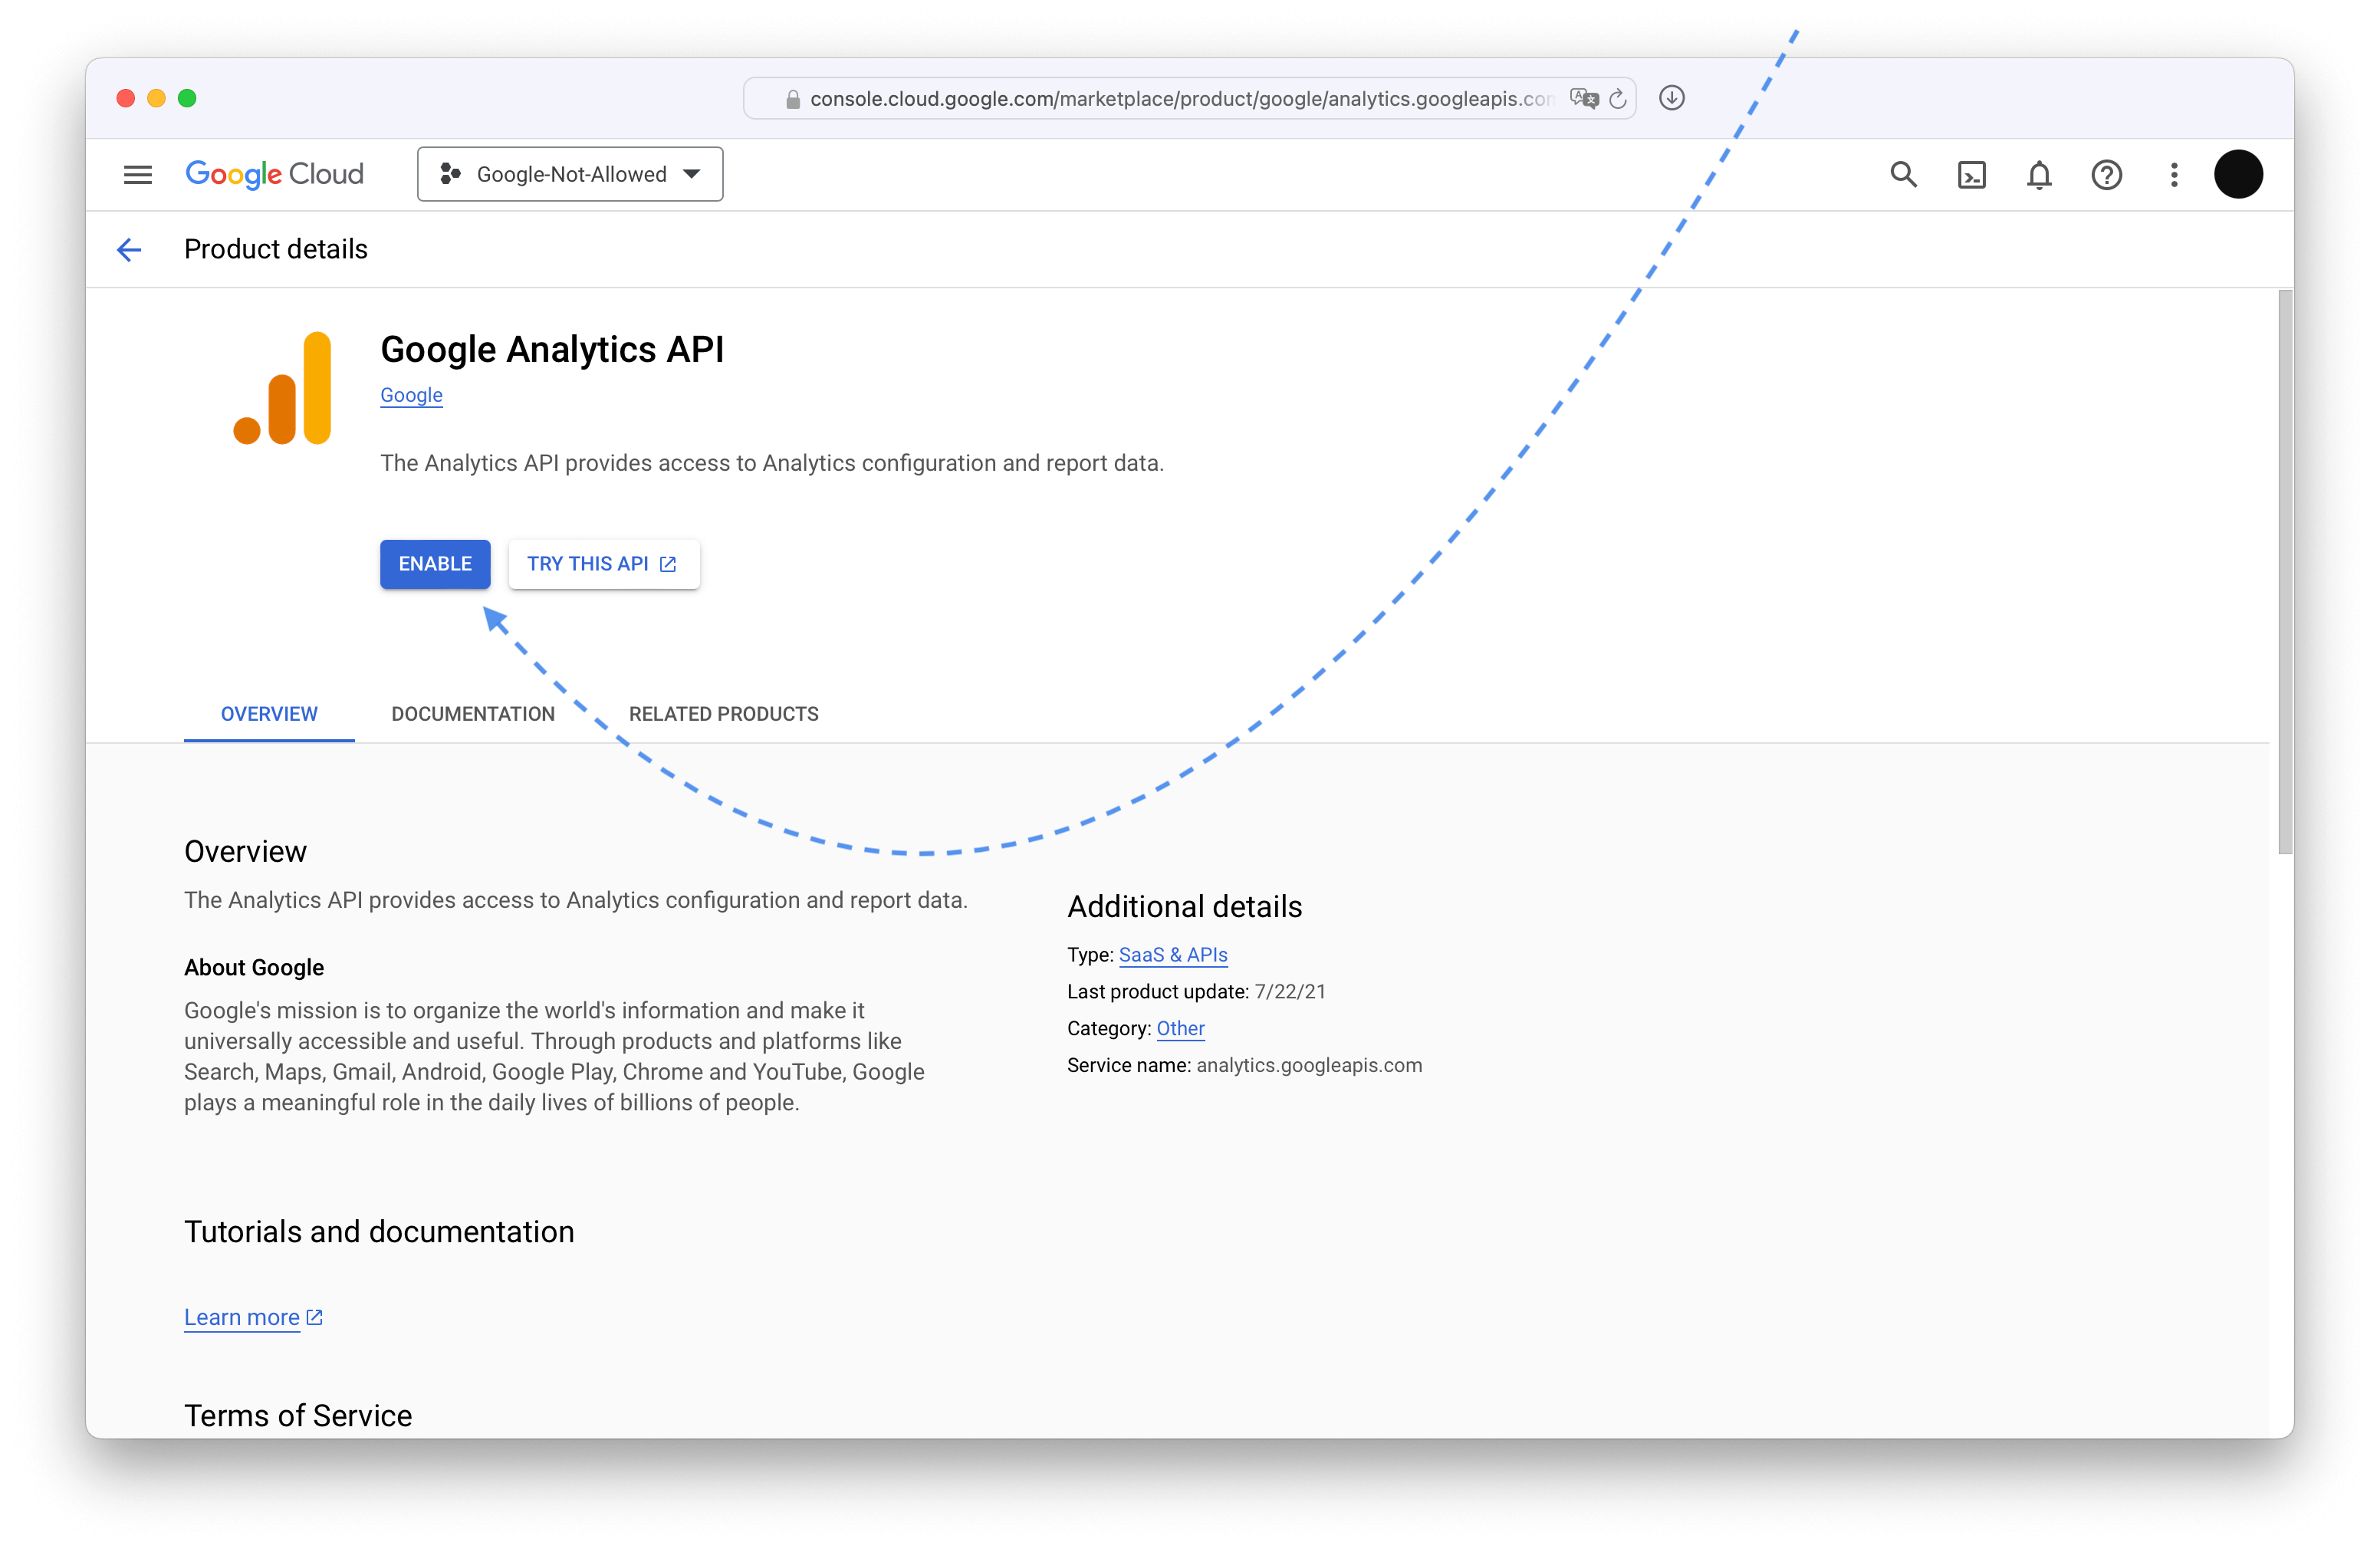 console.cloud.google.com/marketplace/product/google/analytics.googleapis.con
Google Cloud
Google-Not-Allowed
Product details
Google Analytics API
Google
The Analytics API provides access to Analytics configuration and report data.
ENABLE
TRY THIS API
OVERVIEW
DOCUMENTATION
RELATED PRODUCTS
Overview
The Analytics API provides access to Analytics configuration and report data.
About Google
Google's mission is to organize the world's information and make it
universally accessible and useful. Through products and platforms like
Search, Maps, Gmail, Android, Google Play, Chrome and YouTube, Google
plays a meaningful role in the daily lives of billions of people.
Additional details
Type: SaaS & APIs
Last product update: 7/22/21
Category: Other
Service name: analytics.googleapis.com
Tutorials and documentation
Learn more
Terms of Service